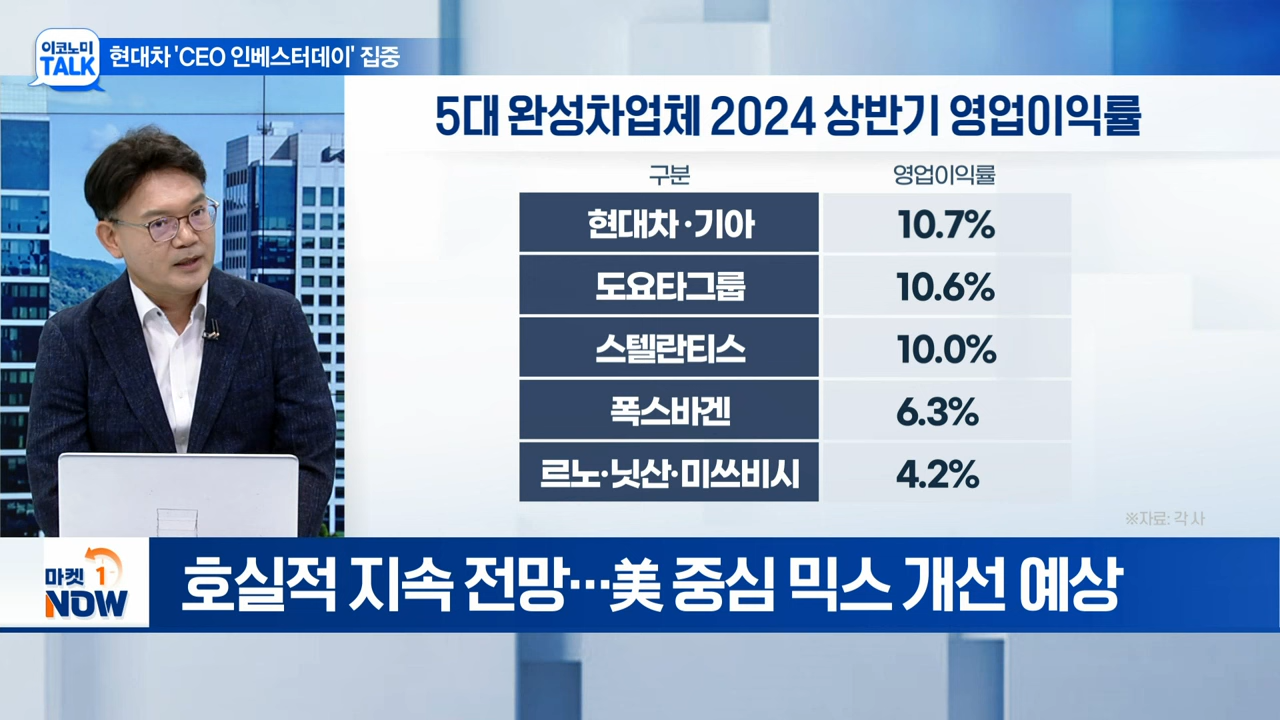 이코노미
TALK
현대차 'CEO 인베스터데이' 집중
5대 완성차업체 2024 상반기 영업이익률
구분 영업이익률
현대차·기아 10.7%
도요타그룹 10.6%
스텔란티스 10.0%
폭스바겐 6.3%
르노·닛산·미쓰비시 4.2%
※자료: 각 사
마켓 1
NOW
호실적 지속 전망…美 중심 믹스 개선 예상